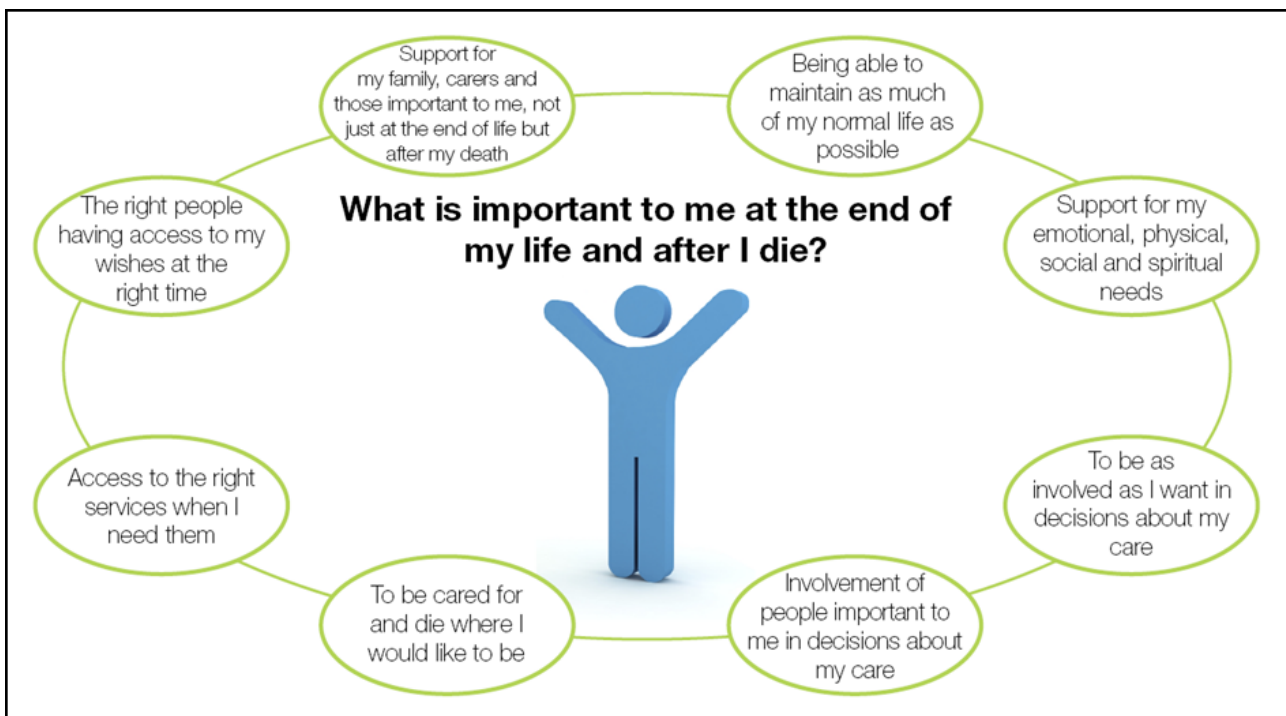 What is important to me at the end of
my life and after I die?
Support for
my family, carers and
those important to me, not
just at the end of life but
after my death
Being able to
maintain as much
of my normal life as
possible
Support for my
emotional, physical,
social and spiritual
needs
To be as
involved as I want in
decisions about my
care
Involvement of
people important to
me in decisions about
my care
To be cared for
and die where I
would like to be
Access to the right
services when I
need them
The right people
having access to my
wishes at the
right time